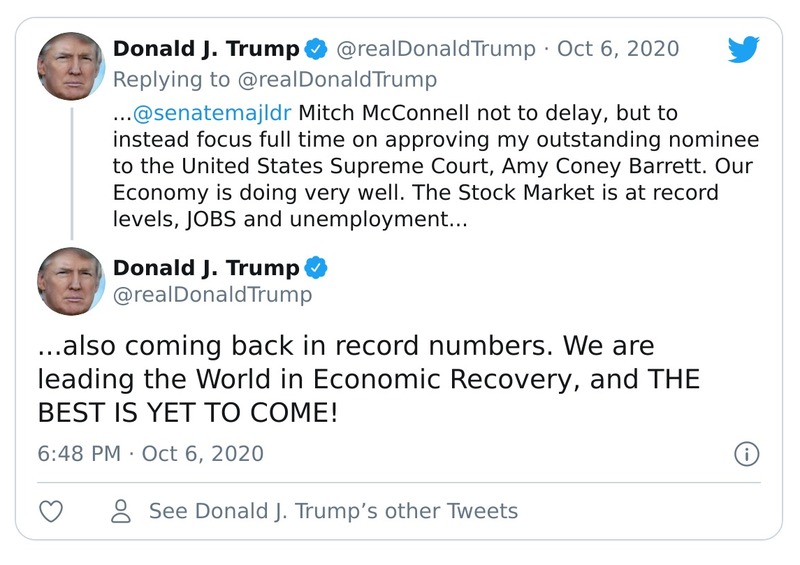 Donald J. Trump @realDonaldTrump · Oct 6, 2020
Replying to @realDonaldTrump
...@senatemajldr Mitch McConnell not to delay, but to
instead focus full time on approving my outstanding nominee
to the United States Supreme Court, Amy Coney Barrett. Our
Economy is doing very well. The Stock Market is at record
levels, JOBS and unemployment...
Donald J. Trump
@realDonaldTrump
...also coming back in record numbers. We are
leading the World in Economic Recovery, and THE
BEST IS YET TO COME!
6:48 PM · Oct 6, 2020
See Donald J. Trump’s other Tweets